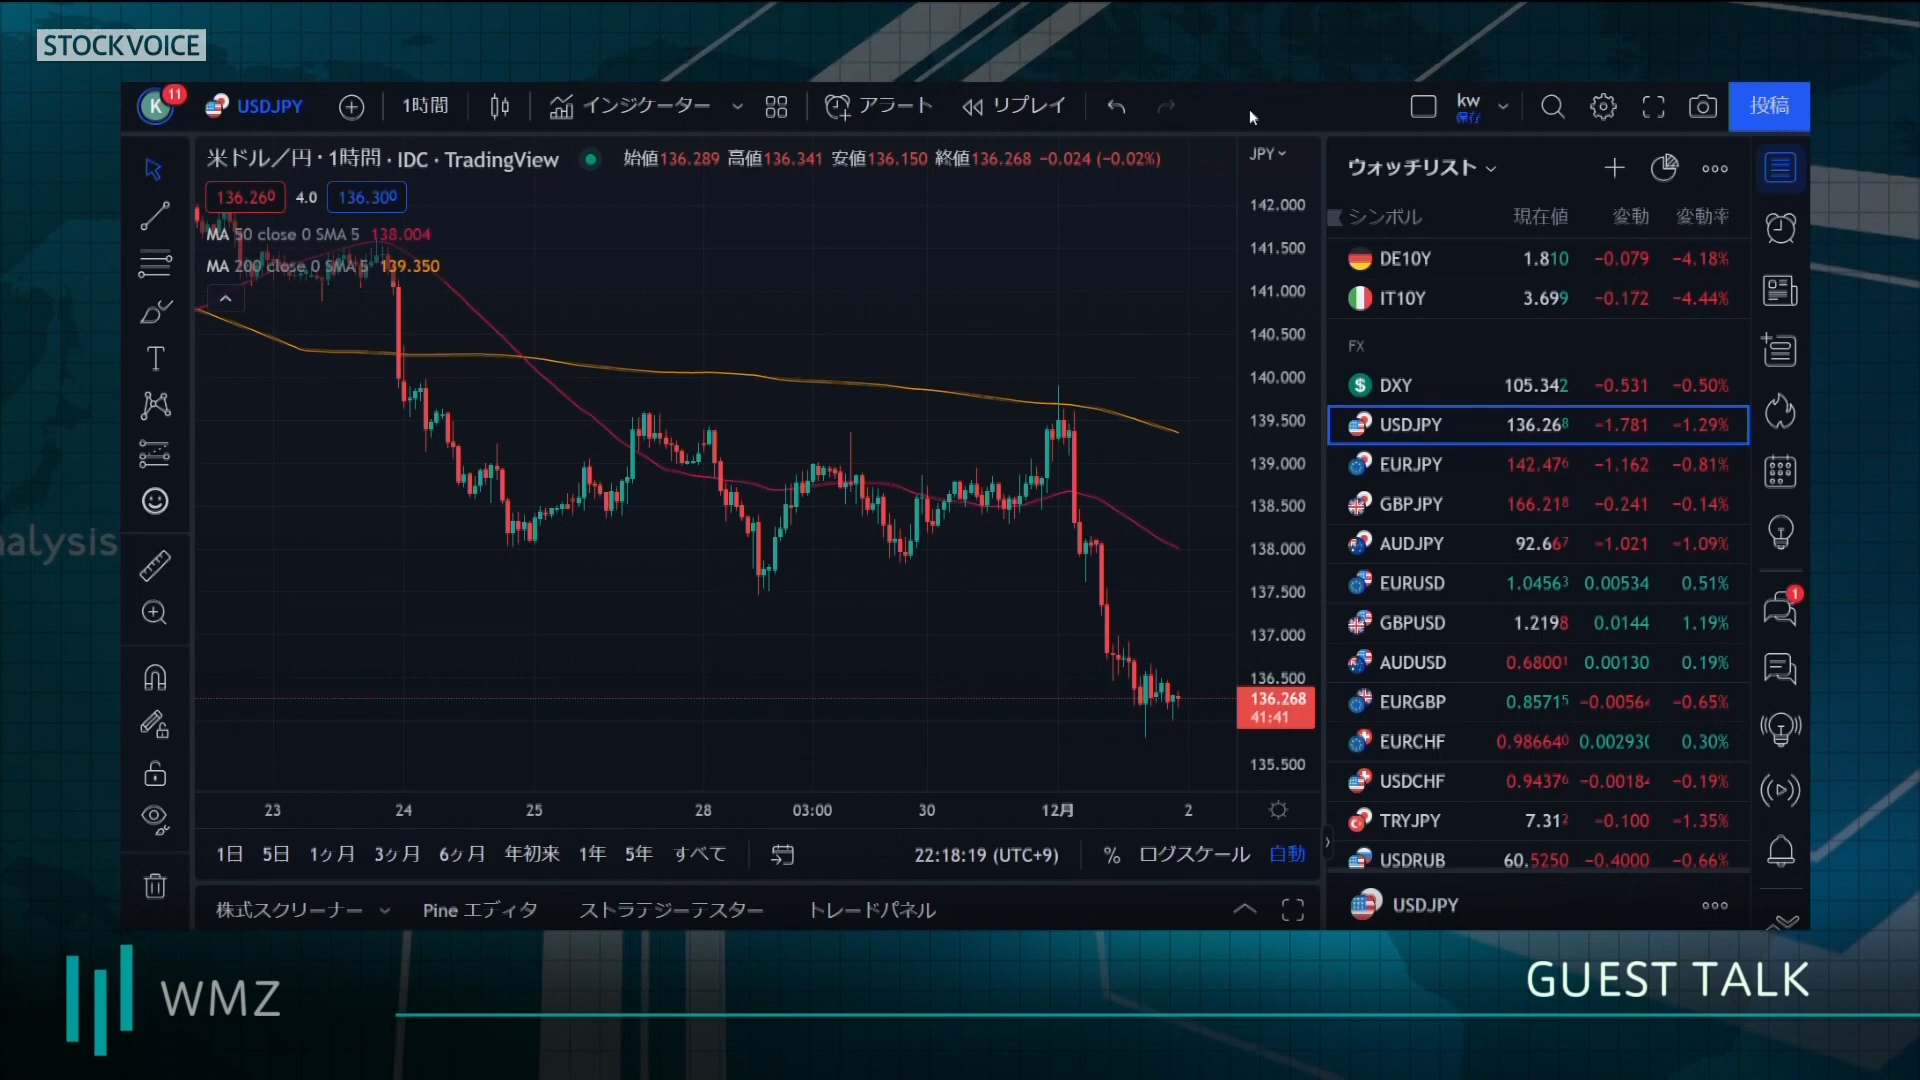 STOCKVOICE
K 11 USDJPY 1時間 インジケーター アラート リプレイ kw 保存 投稿
米ドル／円・1時間・IDC・TradingView 始値136.289 高値136.341 安値136.150 終値136.268 −0.024 (−0.02%)
136.260 4.0 136.300
MA 50 close 0 SMA 5 138.004
MA 200 close 0 SMA 5 139.350
JPY
142.000
141.500
141.000
140.500
140.000
139.500
139.000
138.500
138.000
137.500
137.000
136.500
136.268
41:41
135.500
23 24 25 28 03:00 30 12月 2
1日 5日 1ヶ月 3ヶ月 6ヶ月 年初来 1年 5年 すべて 22:18:19 (UTC+9) % ログスケール 自動
株式スクリーナー Pine エディタ ストラテジーテスター トレードパネル
ウォッチリスト
シンボル 現在値 変動 変動率
DE10Y 1.810 −0.079 −4.18%
IT10Y 3.699 −0.172 −4.44%
FX
$ DXY 105.342 −0.531 −0.50%
USDJPY 136.268 −1.781 −1.29%
EURJPY 142.476 −1.162 −0.81%
GBPJPY 166.218 −0.241 −0.14%
AUDJPY 92.667 −1.021 −1.09%
EURUSD 1.04563 0.00534 0.51%
GBPUSD 1.2198 0.0144 1.19%
AUDUSD 0.68001 0.00130 0.19%
EURGBP 0.85715 −0.00564 −0.65%
EURCHF 0.986640 0.00293( 0.30%
USDCHF 0.94376 −0.00184 −0.19%
TRYJPY 7.312 −0.100 −1.35%
USDRUB 60.5250 −0.4000 −0.66%
USDJPY
1
nalysis
WMZ
GUEST TALK